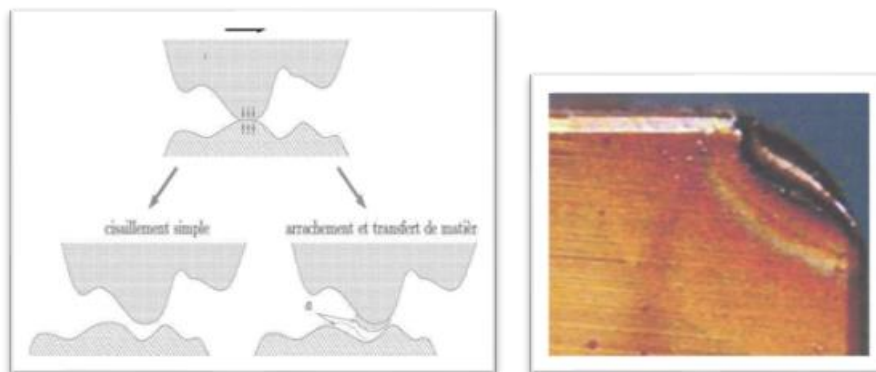 cisaillement simple
arrachement et transfert de matièr
a